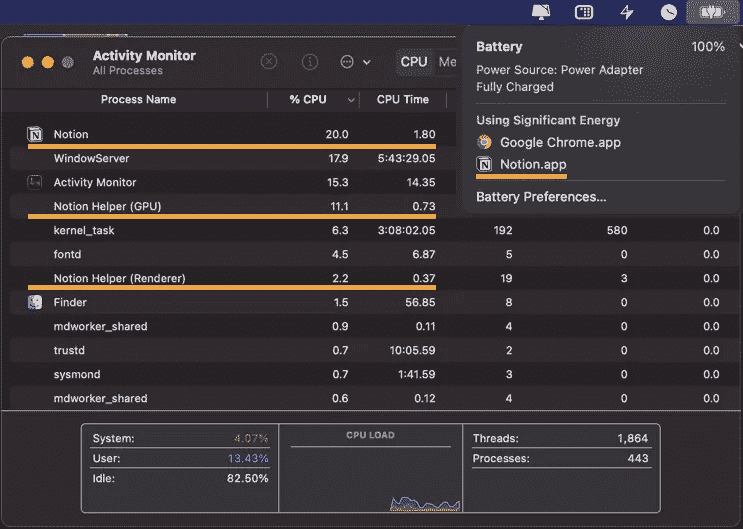 Activity Monitor
All Processes
CPU Me
Process Name % CPU CPU Time
Notion 20.0 1.80
WindowServer 17.9 5:43:29.05
Activity Monitor 15.3 14.35
Notion Helper (GPU) 11.1 0.73
kernel_task 6.3 3:08:02.05 192 580 0.0
fontd 4.5 6.87 5 0 0.0
Notion Helper (Renderer) 2.2 0.37 19 3 0.0
Finder 1.5 56.85 8 0 0.0
mdworker_shared 0.9 0.11 4 0 0.0
trustd 0.7 10:05.59 2 0 0.0
sysmond 0.7 1:41.59 3 0 0.0
mdworker_shared 0.6 0.12 4 0 0.0
System: 4.07%
User: 13.43%
Idle: 82.50%
CPU LOAD
Threads: 1,864
Processes: 443
Battery 100%
Power Source: Power Adapter
Fully Charged
Using Significant Energy
Google Chrome.app
Notion.app
Battery Preferences...